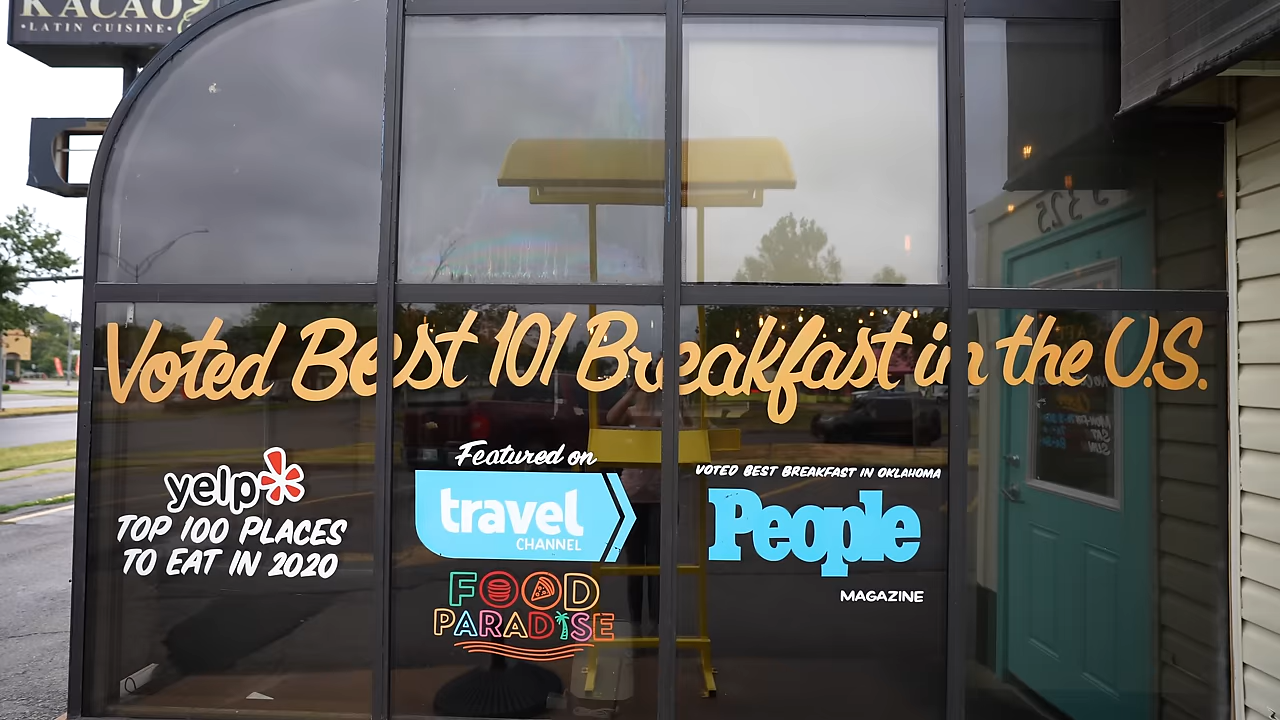 KACAO
•LATIN CUISINE•
3325
Voted Best 101 Breakfast in the U.S.
yelp
TOP 100 PLACES
TO EAT IN 2020
Featured on
travel
CHANNEL
FOOD
PARADISE
VOTED BEST BREAKFAST IN OKLAHOMA
People
MAGAZINE